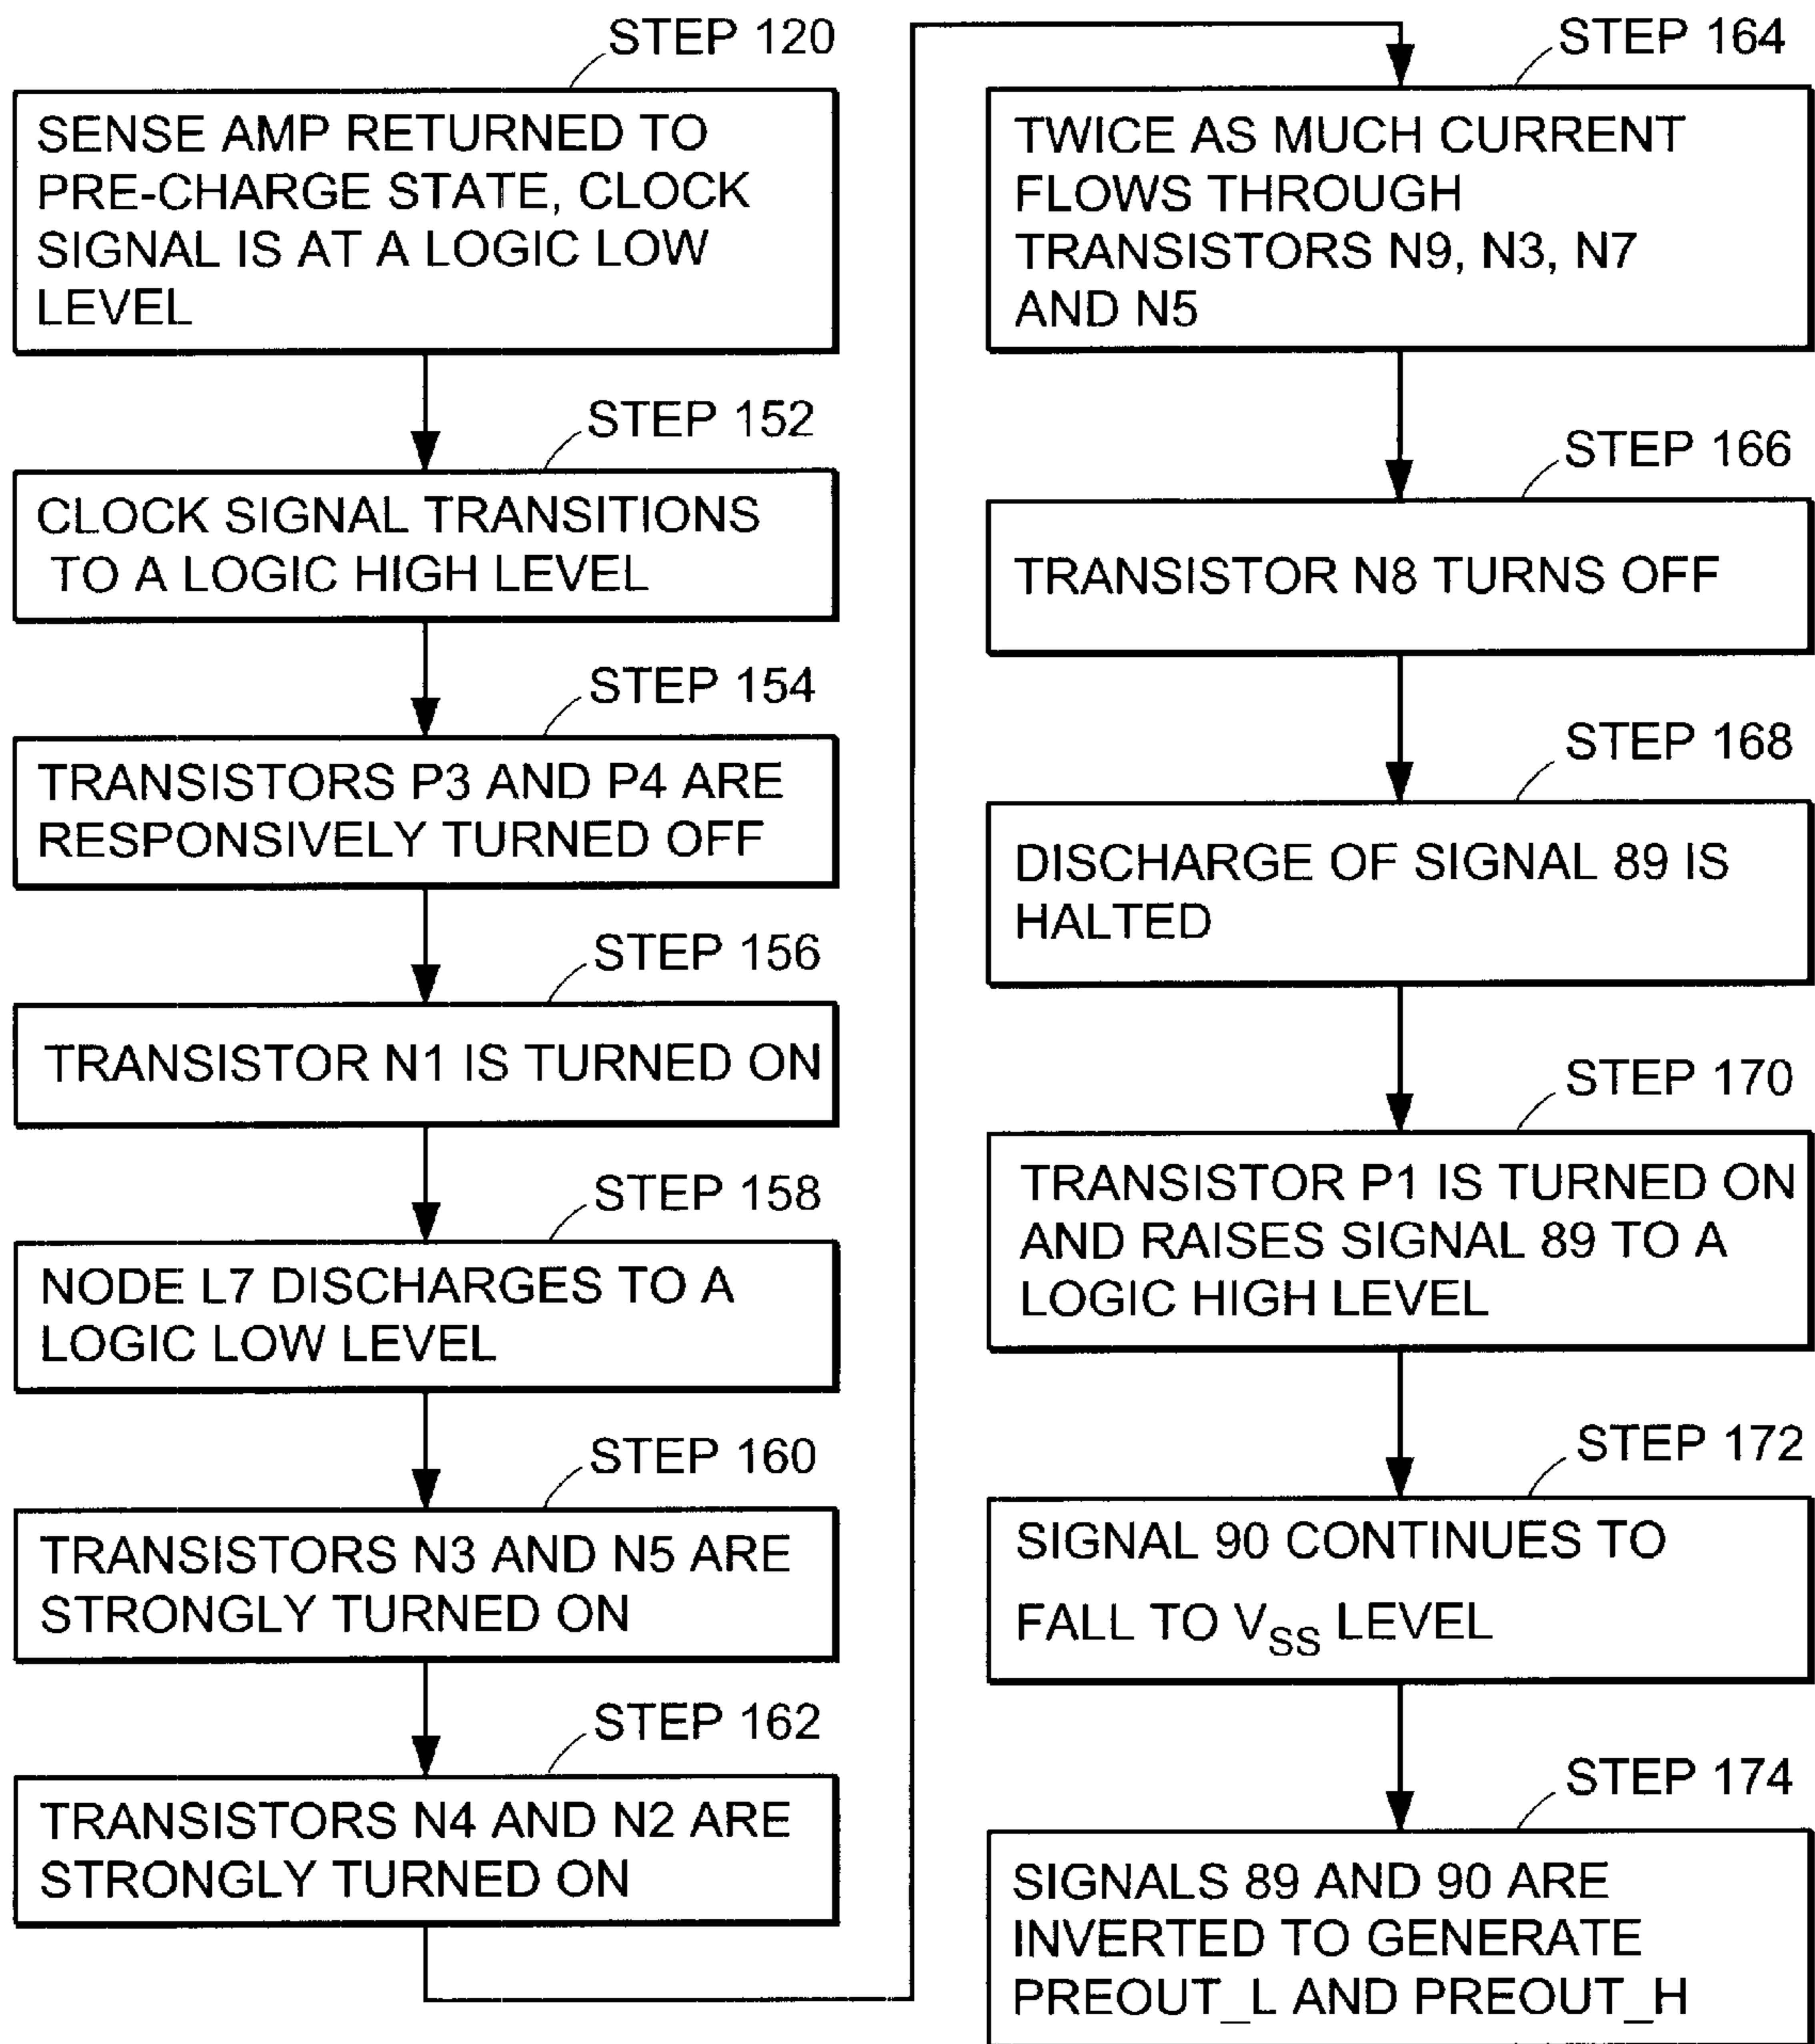 STEP 120
SENSE AMP RETURNED TO
PRE-CHARGE STATE, CLOCK
SIGNAL IS AT A LOGIC LOW
LEVEL
STEP 152
CLOCK SIGNAL TRANSITIONS
TO A LOGIC HIGH LEVEL
STEP 154
TRANSISTORS P3 AND P4 ARE
RESPONSIVELY TURNED OFF
STEP 156
TRANSISTOR N1 IS TURNED ON
STEP 158
NODE L7 DISCHARGES TO A
LOGIC LOW LEVEL
STEP 160
TRANSISTORS N3 AND N5 ARE
STRONGLY TURNED ON
STEP 162
TRANSISTORS N4 AND N2 ARE
STRONGLY TURNED ON
STEP 164
TWICE AS MUCH CURRENT
FLOWS THROUGH
TRANSISTORS N9, N3, N7
AND N5
STEP 166
TRANSISTOR N8 TURNS OFF
STEP 168
DISCHARGE OF SIGNAL 89 IS
HALTED
STEP 170
TRANSISTOR P1 IS TURNED ON
AND RAISES SIGNAL 89 TO A
LOGIC HIGH LEVEL
STEP 172
SIGNAL 90 CONTINUES TO
FALL TO VSS LEVEL
STEP 174
SIGNALS 89 AND 90 ARE
INVERTED TO GENERATE
PREOUT_L AND PREOUT_H